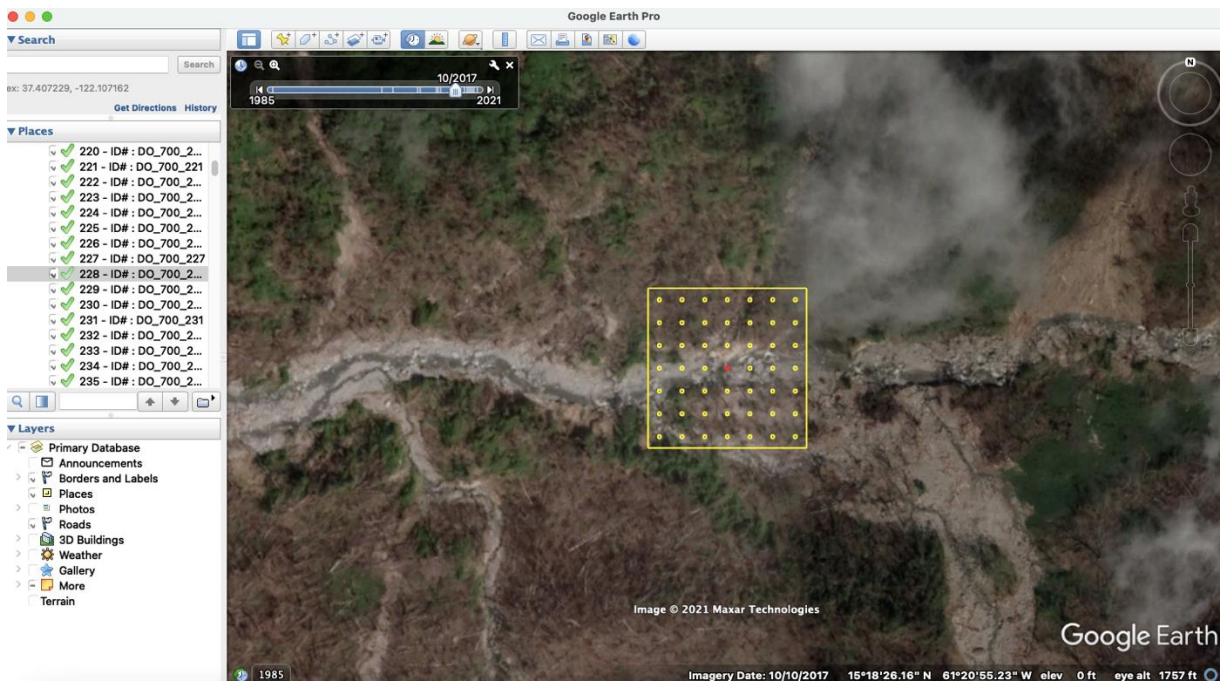 Google Earth Pro
▼ Search
Search
ex: 37.407229, -122.107162
Get Directions History
▼ Places
220 - ID# : DO_700_2...
221 - ID# : DO_700_221
222 - ID# : DO_700_2...
223 - ID# : DO_700_2...
224 - ID# : DO_700_2...
225 - ID# : DO_700_2...
226 - ID# : DO_700_2...
227 - ID# : DO_700_227
228 - ID# : DO_700_2...
229 - ID# : DO_700_2...
230 - ID# : DO_700_2...
231 - ID# : DO_700_231
232 - ID# : DO_700_2...
233 - ID# : DO_700_2...
234 - ID# : DO_700_2...
235 - ID# : DO_700_2...
▼ Layers
Primary Database
Announcements
Borders and Labels
Places
Photos
Roads
3D Buildings
Weather
Gallery
More
Terrain
10/2017
1985 2021
N
Image © 2021 Maxar Technologies
Google Earth
1985
Imagery Date: 10/10/2017 15°18'26.16" N 61°20'55.23" W elev 0 ft eye alt 1757 ft